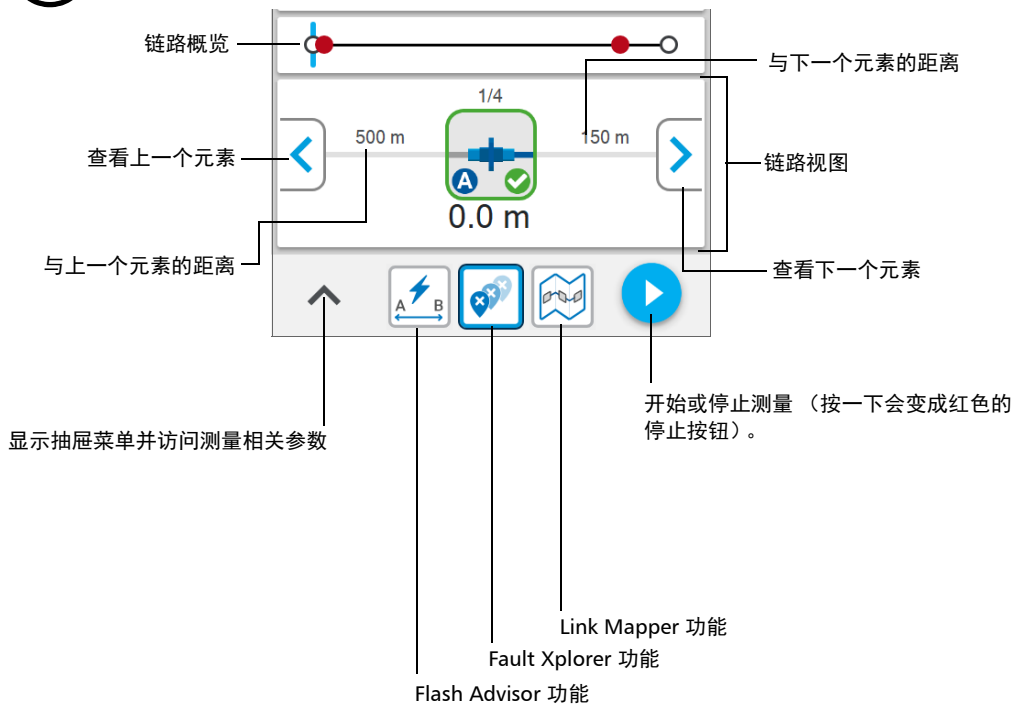 链路概览
与下一个元素的距离
1/4
500 m
150 m
查看上一个元素
链路视图
A
0.0 m
与上一个元素的距离
查看下一个元素
A B
开始或停止测量 （按一下会变成红色的
停止按钮）。
显示抽屉菜单并访问测量相关参数
Link Mapper 功能
Fault Xplorer 功能
Flash Advisor 功能